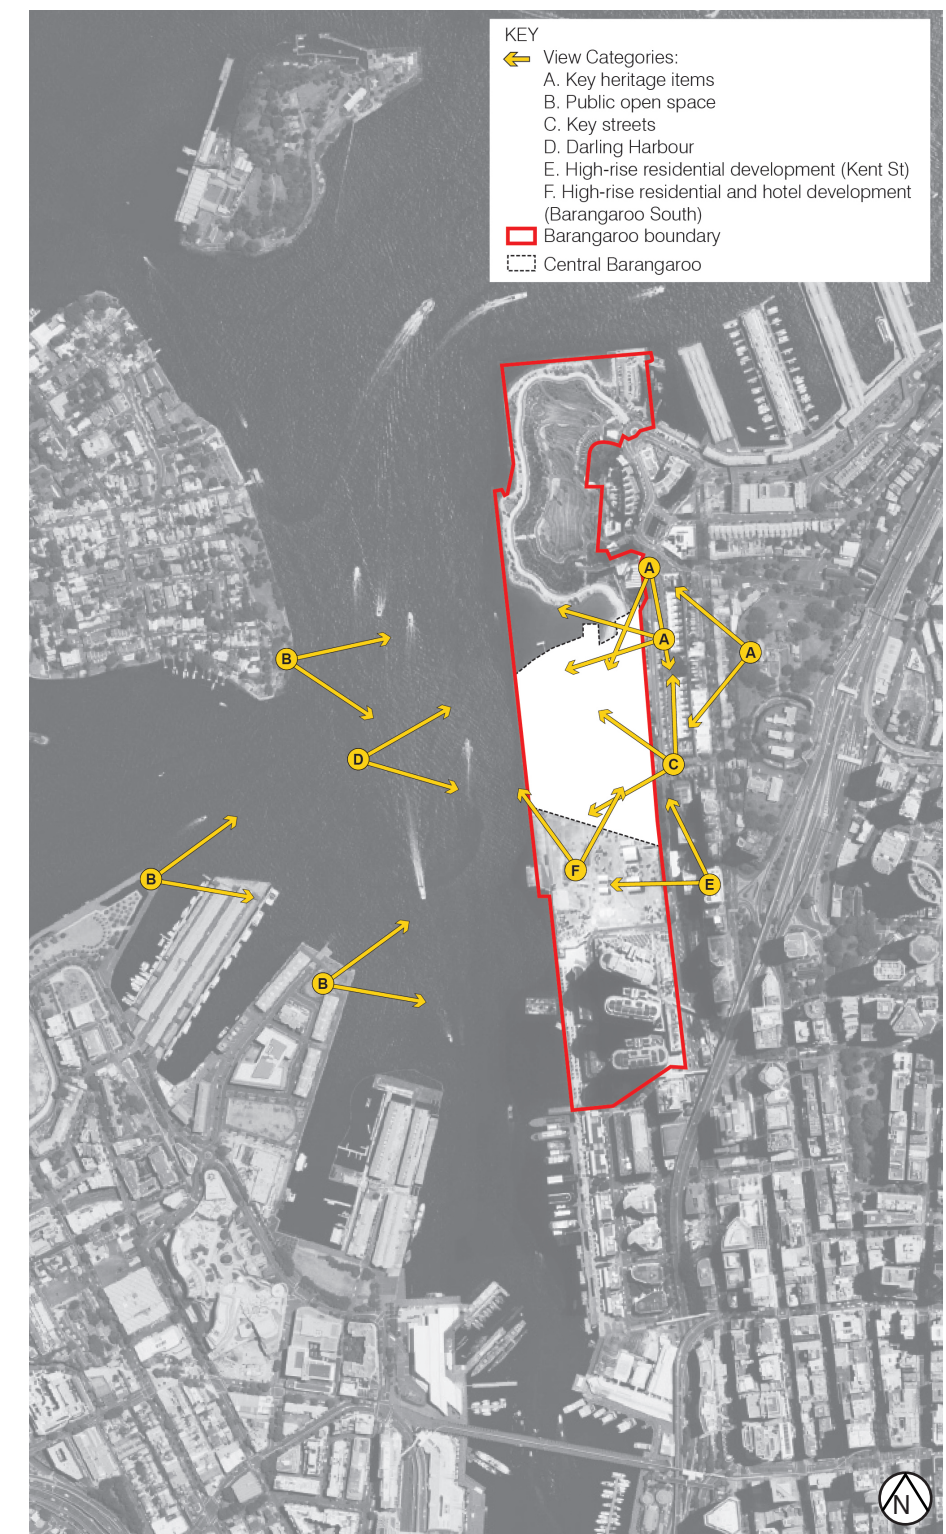 KEY
View Categories:
A. Key heritage items
B. Public open space
C. Key streets
D. Darling Harbour
E. High-rise residential development (Kent St)
F. High-rise residential and hotel development
(Barangaroo South)
Barangaroo boundary
Central Barangaroo
A
A
A
B
D
C
B
F
E
B
N